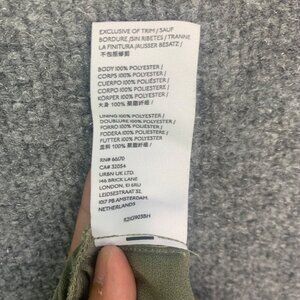 EXCLUSIVE OF TRIM / SAUF
BORDURE /SIN RIBETES / TRANNE
LA FINITURA /AUSSER BESATZ /
不包括修飾
BODY:100% POLYESTER /
CORPS:100% POLYESTER /
CUERPO:100% POLIÉSTER /
CORPO:100% POLIESTERE /
KÖRPER:100% POLYESTER /
大身: 100% 聚酯纤维
LINING:100% POLYESTER /
DOUBLURE:100% POLYESTER /
FORRO:100% POLIÉSTER /
FODERA:100% POLIESTERE /
FUTTER:100% POLYESTER /
里料: 100% 聚酯纤维
RN# 66170
CA# 32054
URBN UK LTD.
146 BRICK LANE
LONDON, E1 6RU
LEIDSESTRAAT 51,
1017 PB AMSTERDAM,
NETHERLANDS